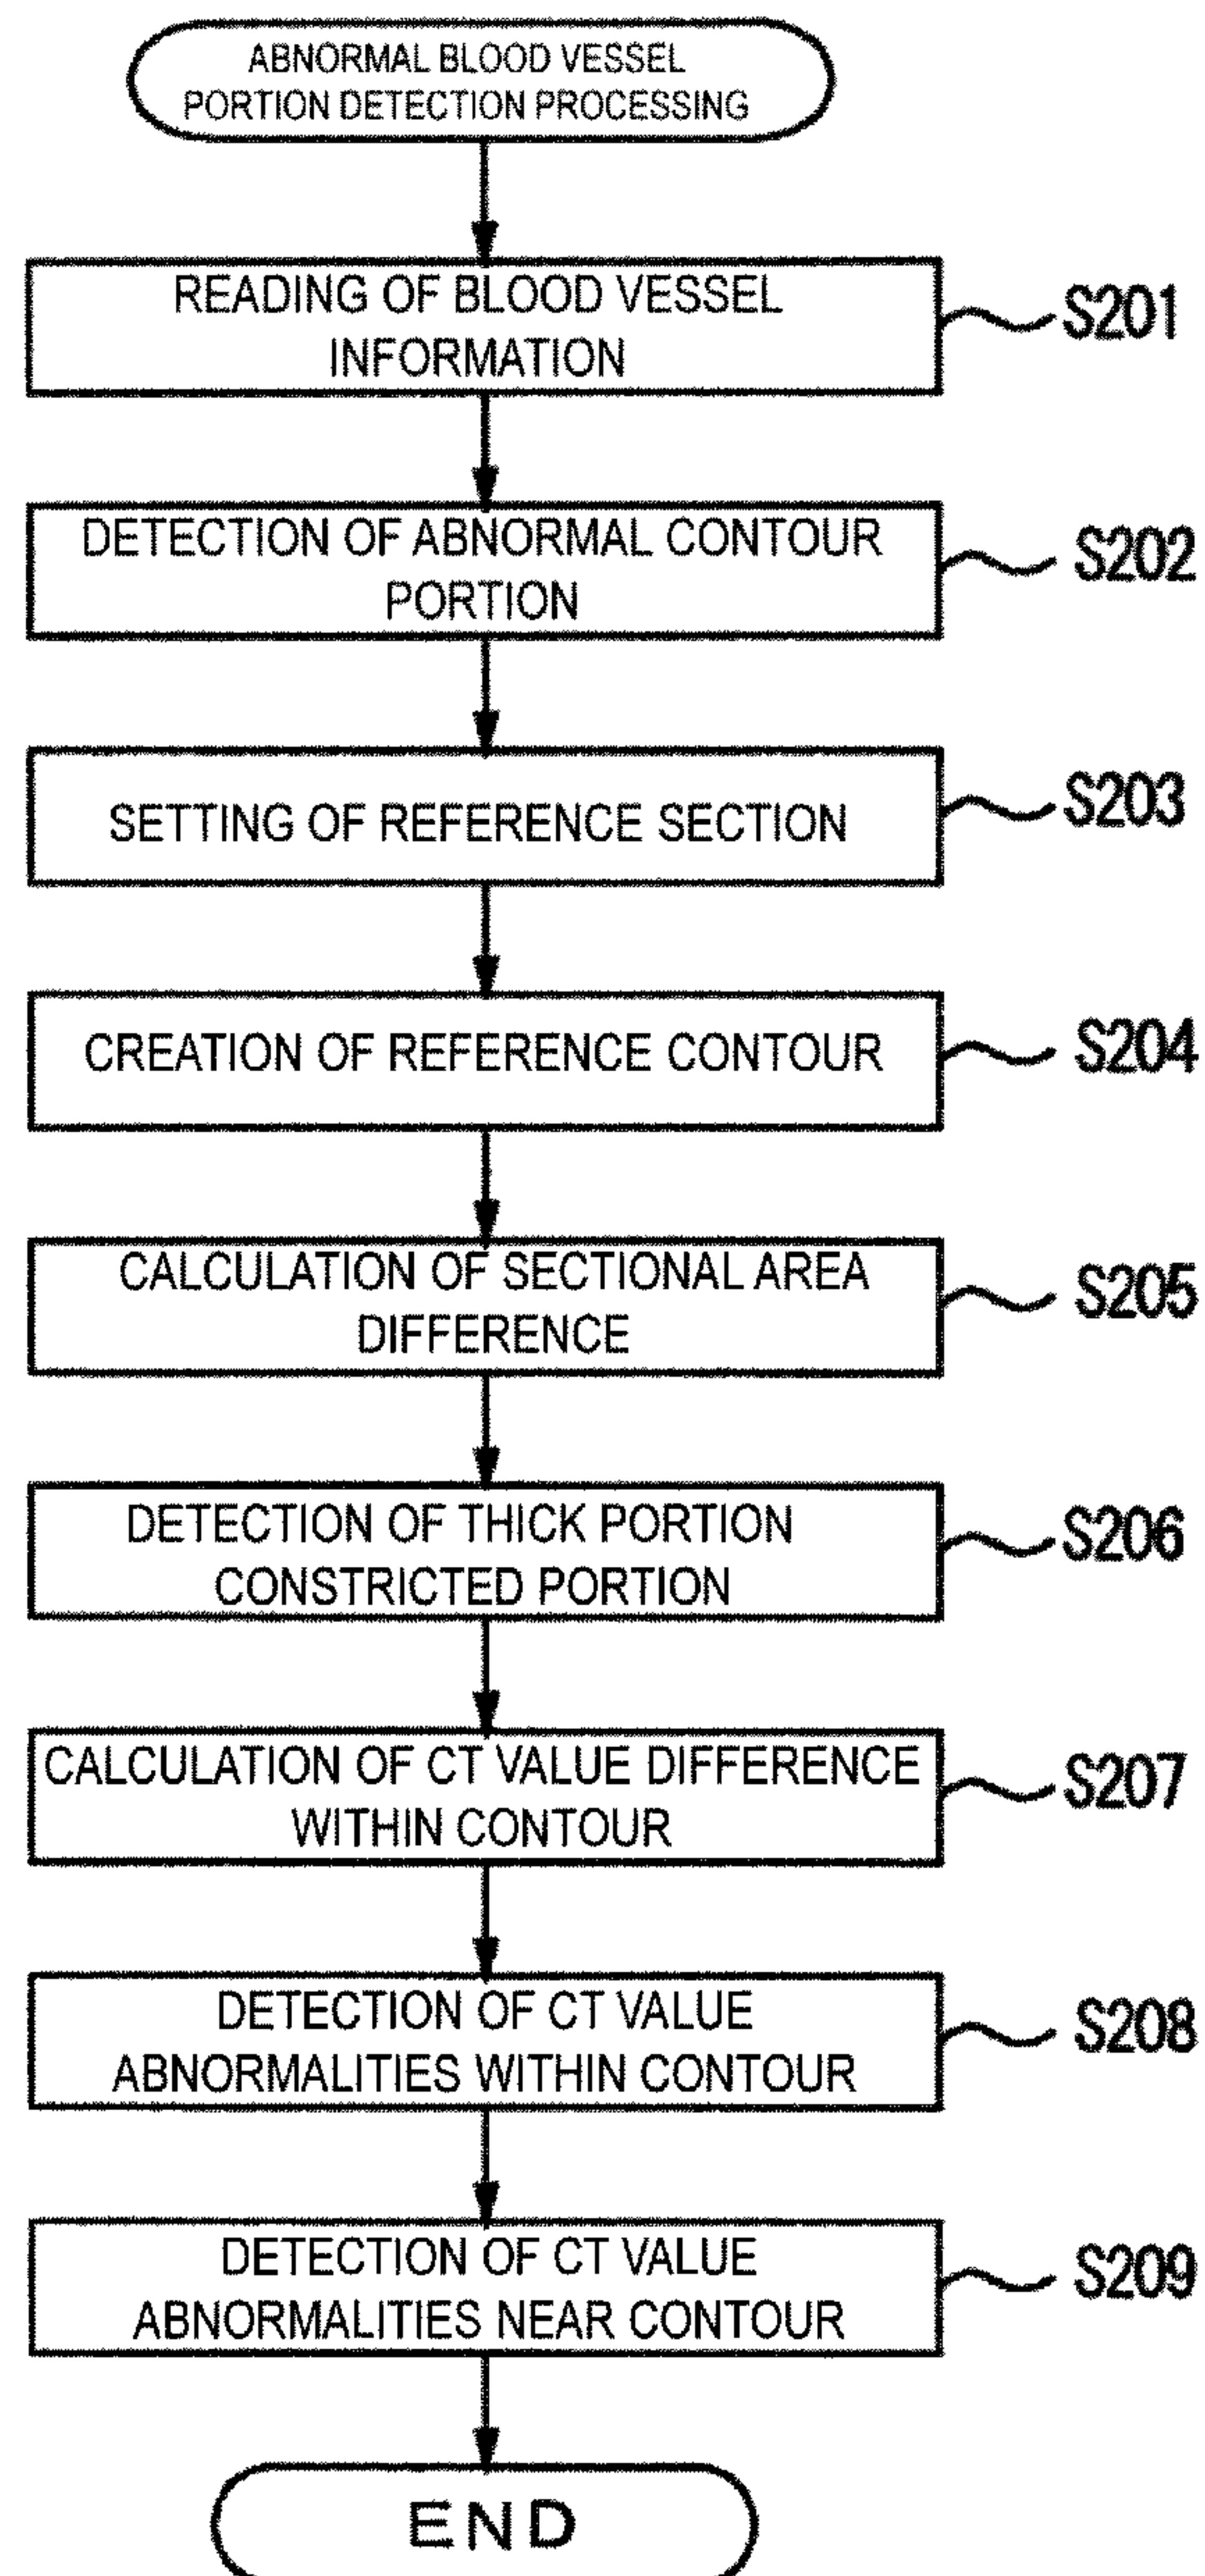 ABNORMAL BLOOD VESSEL
PORTION DETECTION PROCESSING
READING OF BLOOD VESSEL
INFORMATION
S201
DETECTION OF ABNORMAL CONTOUR
PORTION
S202
SETTING OF REFERENCE SECTION
S203
CREATION OF REFERENCE CONTOUR
S204
CALCULATION OF SECTIONAL AREA
DIFFERENCE
S205
DETECTION OF THICK PORTION
CONSTRICTED PORTION
S206
CALCULATION OF CT VALUE DIFFERENCE
WITHIN CONTOUR
S207
DETECTION OF CT VALUE
ABNORMALITIES WITHIN CONTOUR
S208
DETECTION OF CT VALUE
ABNORMALITIES NEAR CONTOUR
S209
END